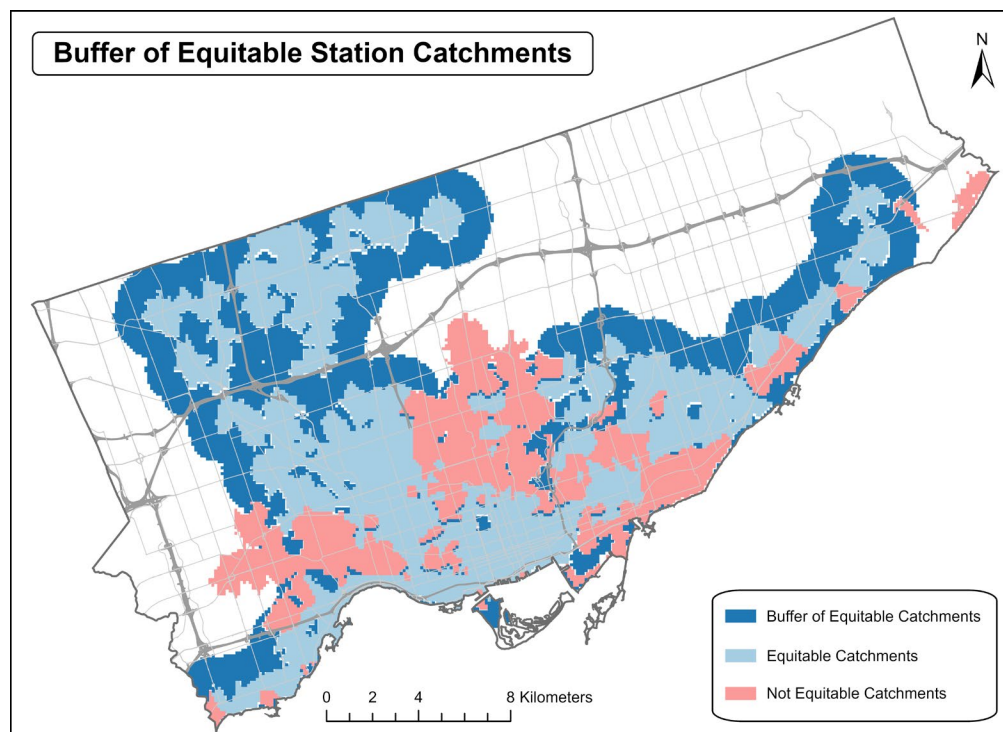 Buffer of Equitable Station Catchments
N
Buffer of Equitable Catchments
Equitable Catchments
Not Equitable Catchments
0 2 4 8 Kilometers